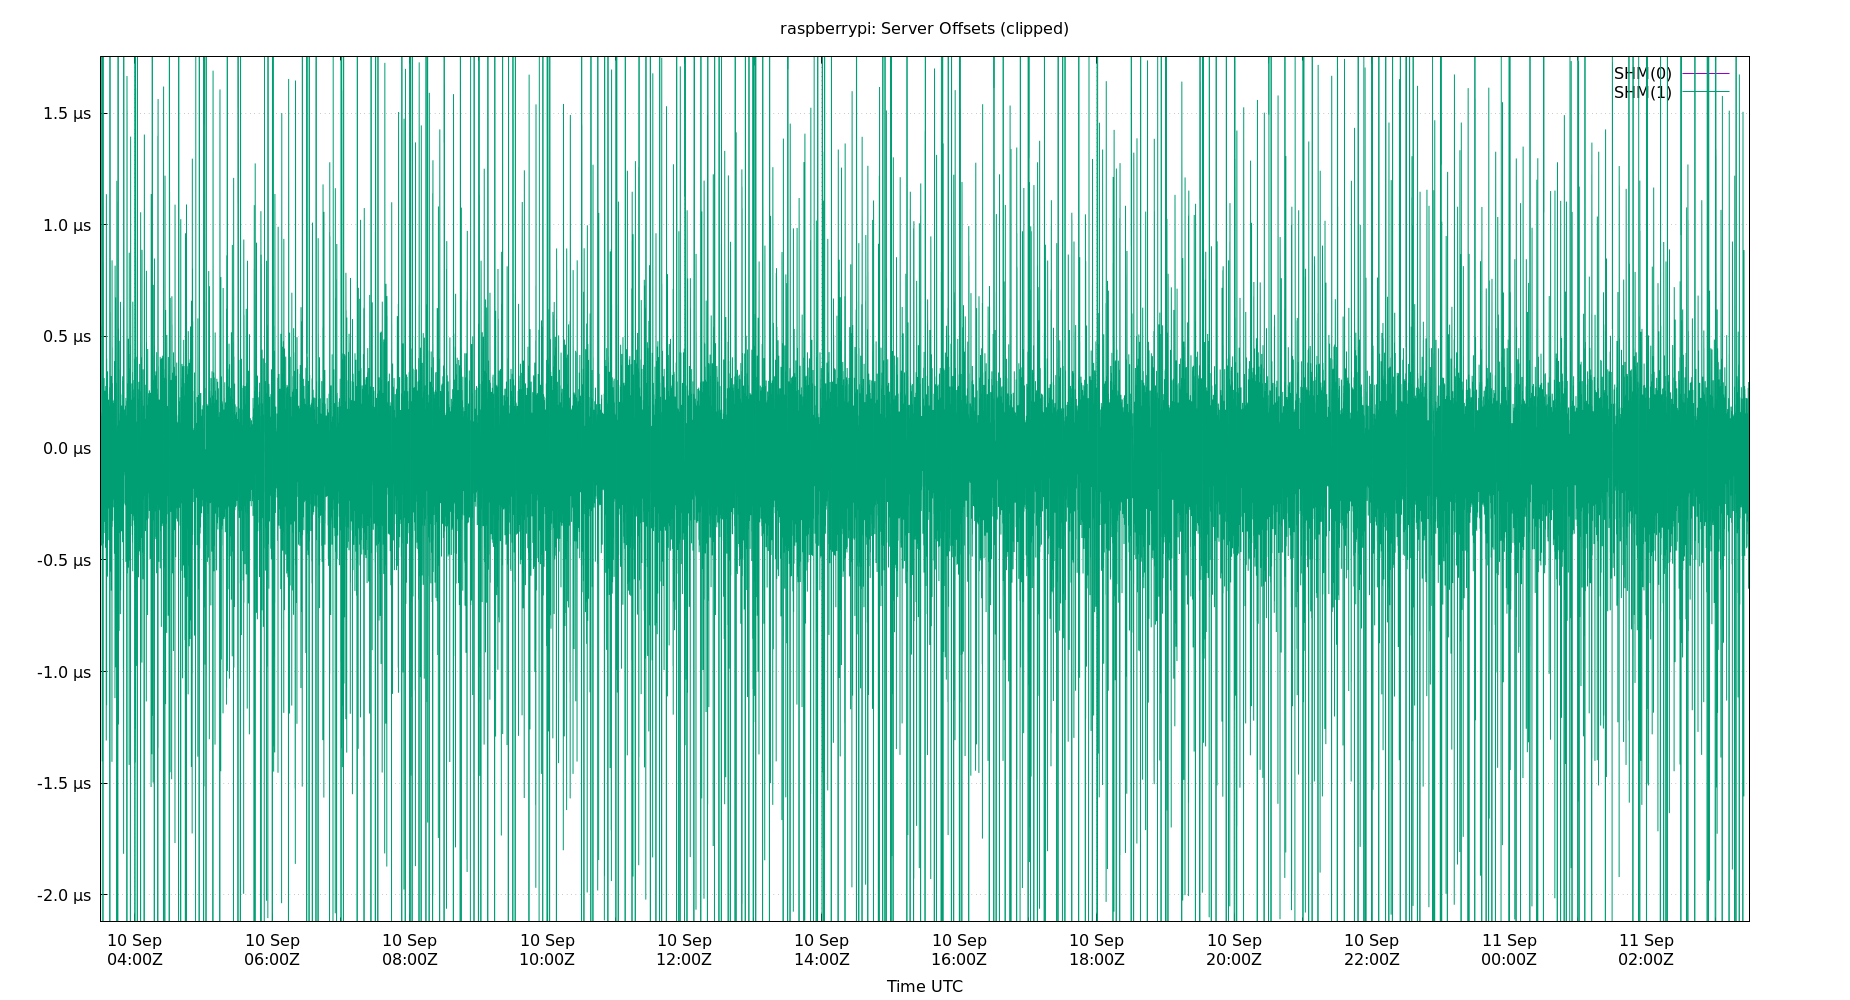 raspberrypi: Server Offsets (clipped)
SHM(0)
SHM(1)
1.5 µs
1.0 µs
0.5 µs
0.0 µs
-0.5 µs
-1.0 µs
-1.5 µs
-2.0 µs
10 Sep 10 Sep 10 Sep 10 Sep 10 Sep 10 Sep 10 Sep 10 Sep 10 Sep 10 Sep 11 Sep 11 Sep
04:00Z 06:00Z 08:00Z 10:00Z 12:00Z 14:00Z 16:00Z 18:00Z 20:00Z 22:00Z 00:00Z 02:00Z
Time UTC